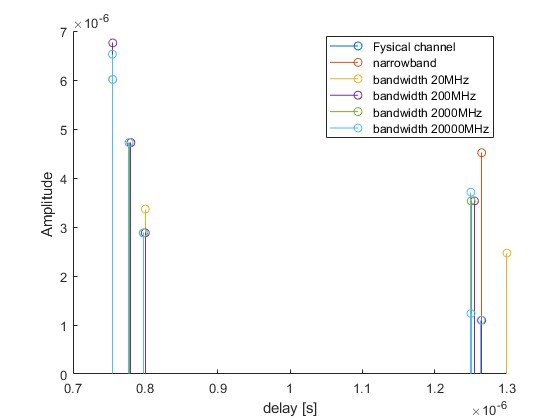 ×10⁻⁶
7
6
5
4
3
2
1
0
Amplitude
Fysical channel
narrowband
bandwidth 20MHz
bandwidth 200MHz
bandwidth 2000MHz
bandwidth 20000MHz
0.7 0.8 0.9 1 1.1 1.2 1.3
delay [s]
×10⁻⁶